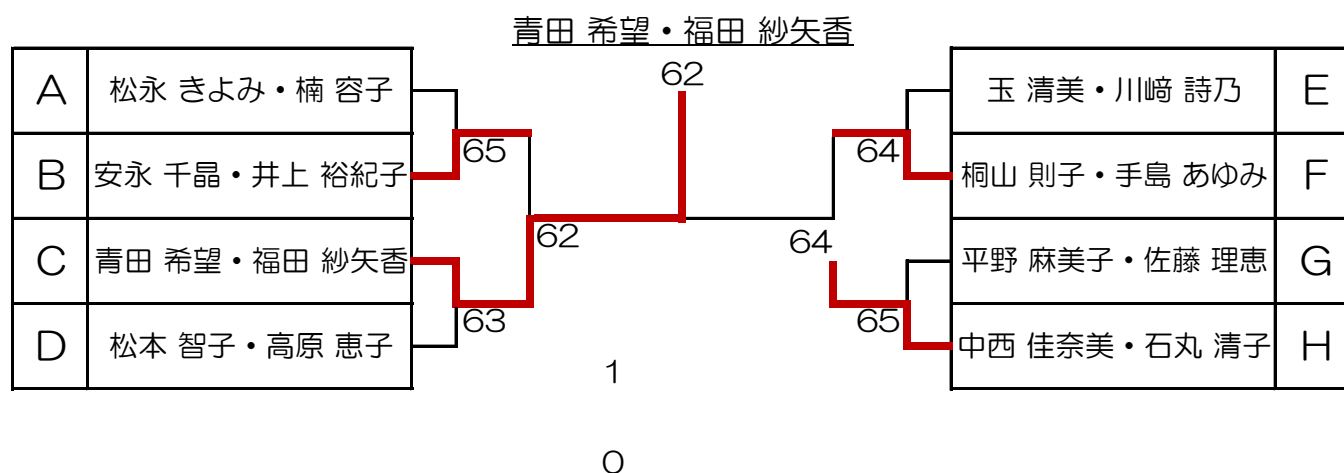 青田 希望・福田 紗矢香
62
A 松永 きよみ・楠 容子
玉 清美・川﨑 詩乃 E
65
64
B 安永 千晶・井上 裕紀子
桐山 則子・手島 あゆみ F
62
64
C 青田 希望・福田 紗矢香
平野 麻美子・佐藤 理恵 G
63
65
D 松本 智子・高原 恵子
中西 佳奈美・石丸 清子 H
1
0